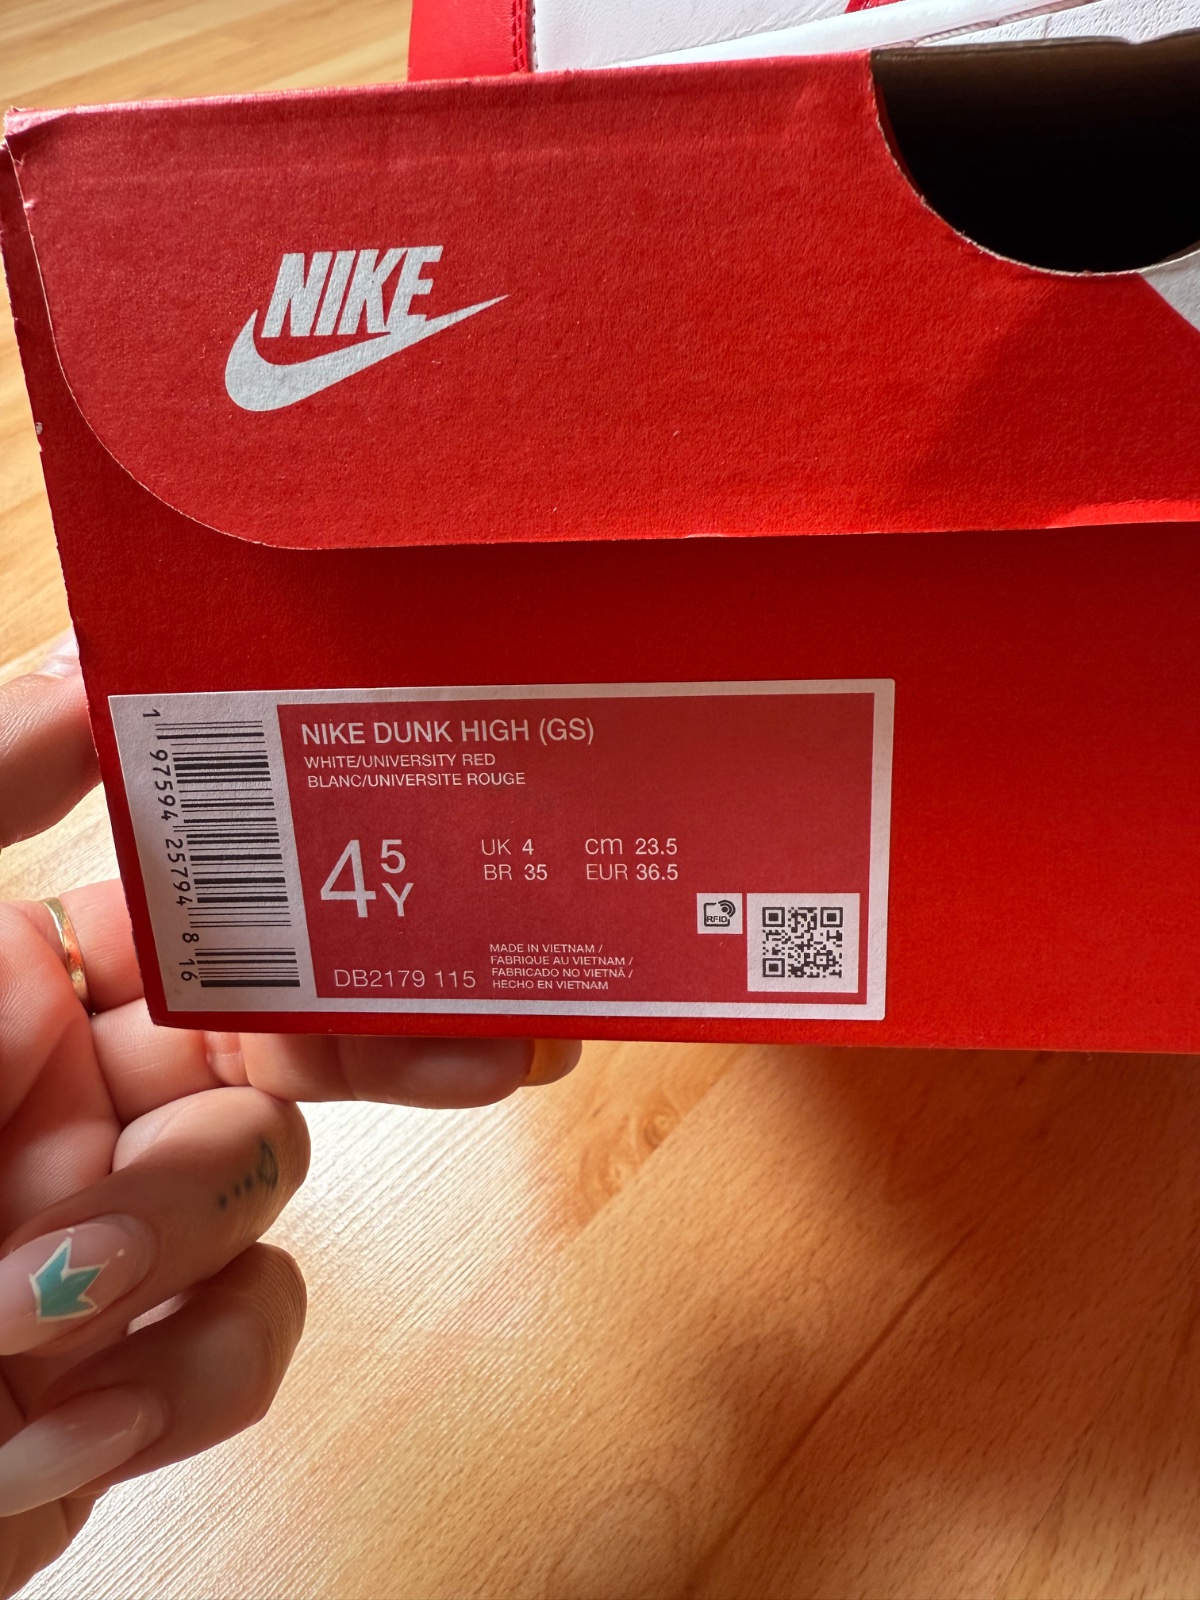 NIKE
NIKE DUNK HIGH (GS)
WHITE/UNIVERSITY RED
BLANC/UNIVERSITE ROUGE
4 5 Y
UK 4 cm 23.5
BR 35 EUR 36.5
RFID
MADE IN VIETNAM /
FABRIQUE AU VIETNAM /
FABRICADO NO VIETNÃ /
HECHO EN VIETNAM
DB2179 115
1 97594 25794 8 16